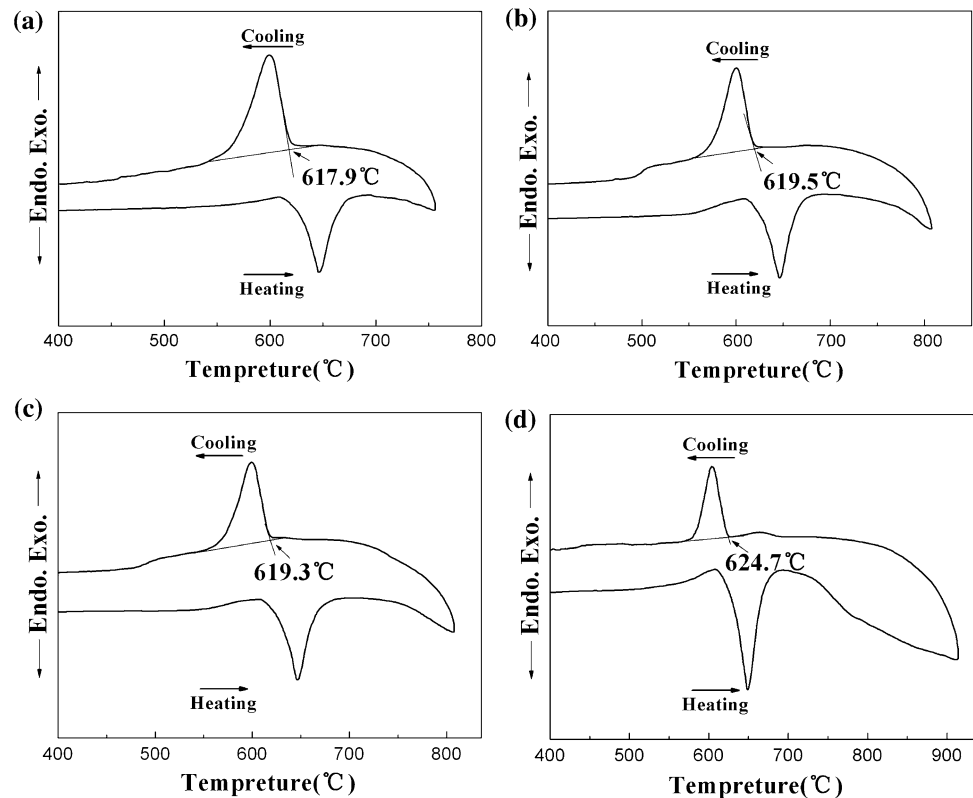 (a)
Cooling
Endo. Exo.
617.9℃
Heating
400 500 600 700 800
Tempreture(℃)
(b)
Cooling
Endo. Exo.
619.5℃
Heating
400 500 600 700 800
Tempreture(℃)
(c)
Cooling
Endo. Exo.
619.3℃
Heating
400 500 600 700 800
Tempreture(℃)
(d)
Cooling
Endo. Exo.
624.7℃
Heating
400 500 600 700 800 900
Tempreture(℃)